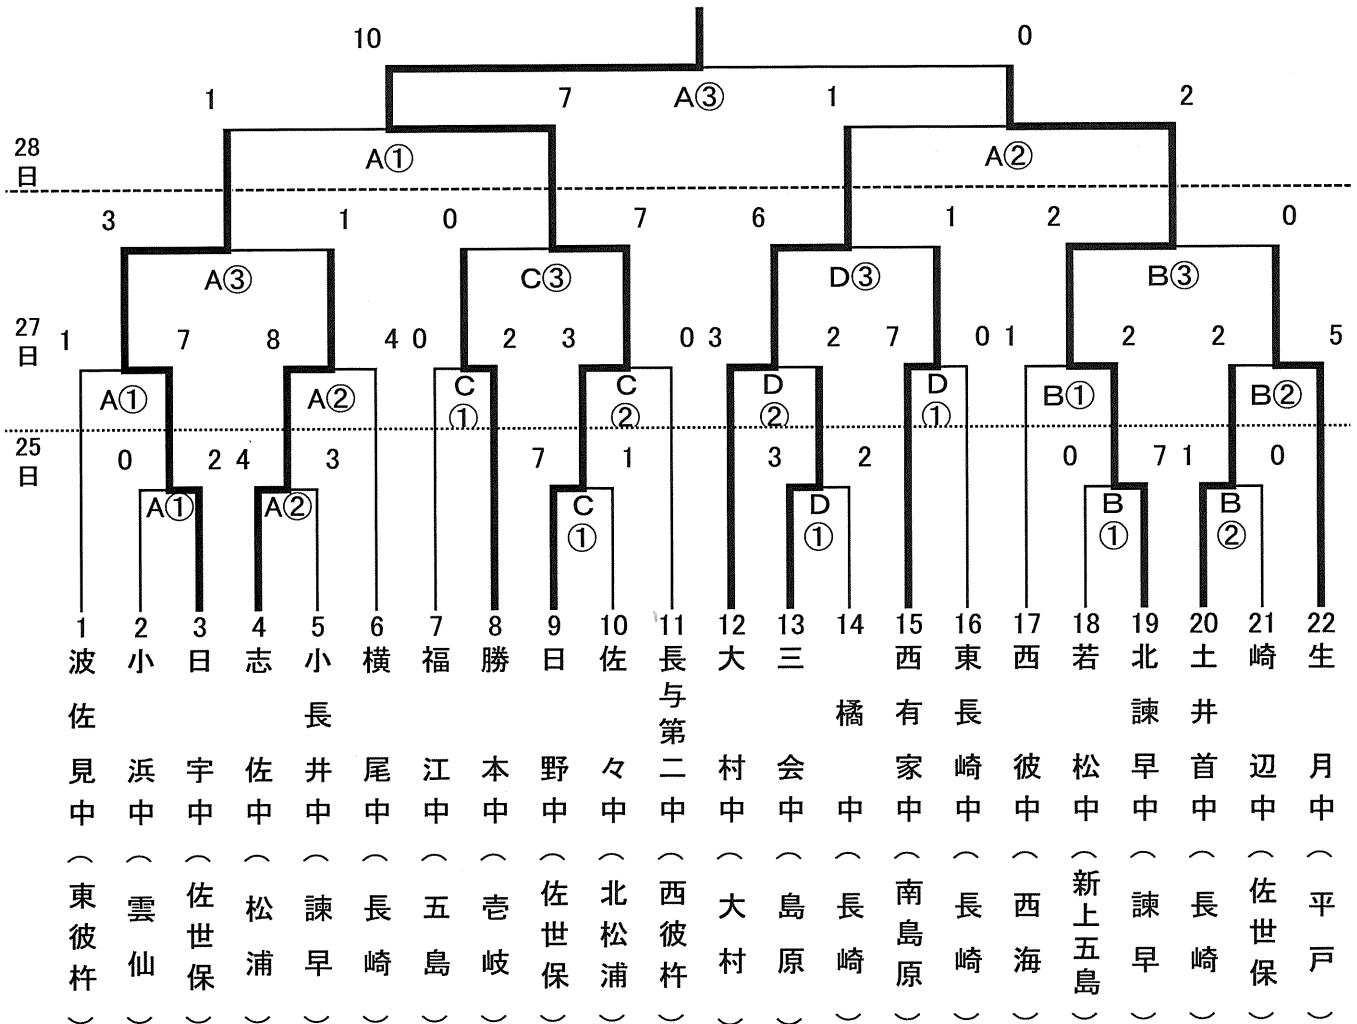 10 0
1 7 A③ 1 2
28日
A① A②
3 1 0 7 6 1 2 0
A③ C③ D③ B③
27日
1 7 8 4 0 2 3 0 3 2 7 0 1 2 2 5
A① A② C① C② D② D① B① B②
25日
0 2 4 3 7 1 3 2 0 7 1 0
A① A② C① D① B① B②
1 波佐見中（東彼杵）
2 小浜中（雲仙）
3 日宇中（佐世保）
4 志佐中（松浦）
5 小長井中（諫早）
6 横尾中（長崎）
7 福江中（五島）
8 勝本中（壱岐）
9 日野中（佐世保）
10 佐々中（北松浦）
11 長与第二中（西彼杵）
12 大村中（大村）
13 三会中（島原）
14 橘中（長崎）
15 西有家中（南島原）
16 東長崎中（長崎）
17 西彼中（西海）
18 若松中（新上五島）
19 北諫早中（諫早）
20 土井首中（長崎）
21 崎辺中（佐世保）
22 生月中（平戸）